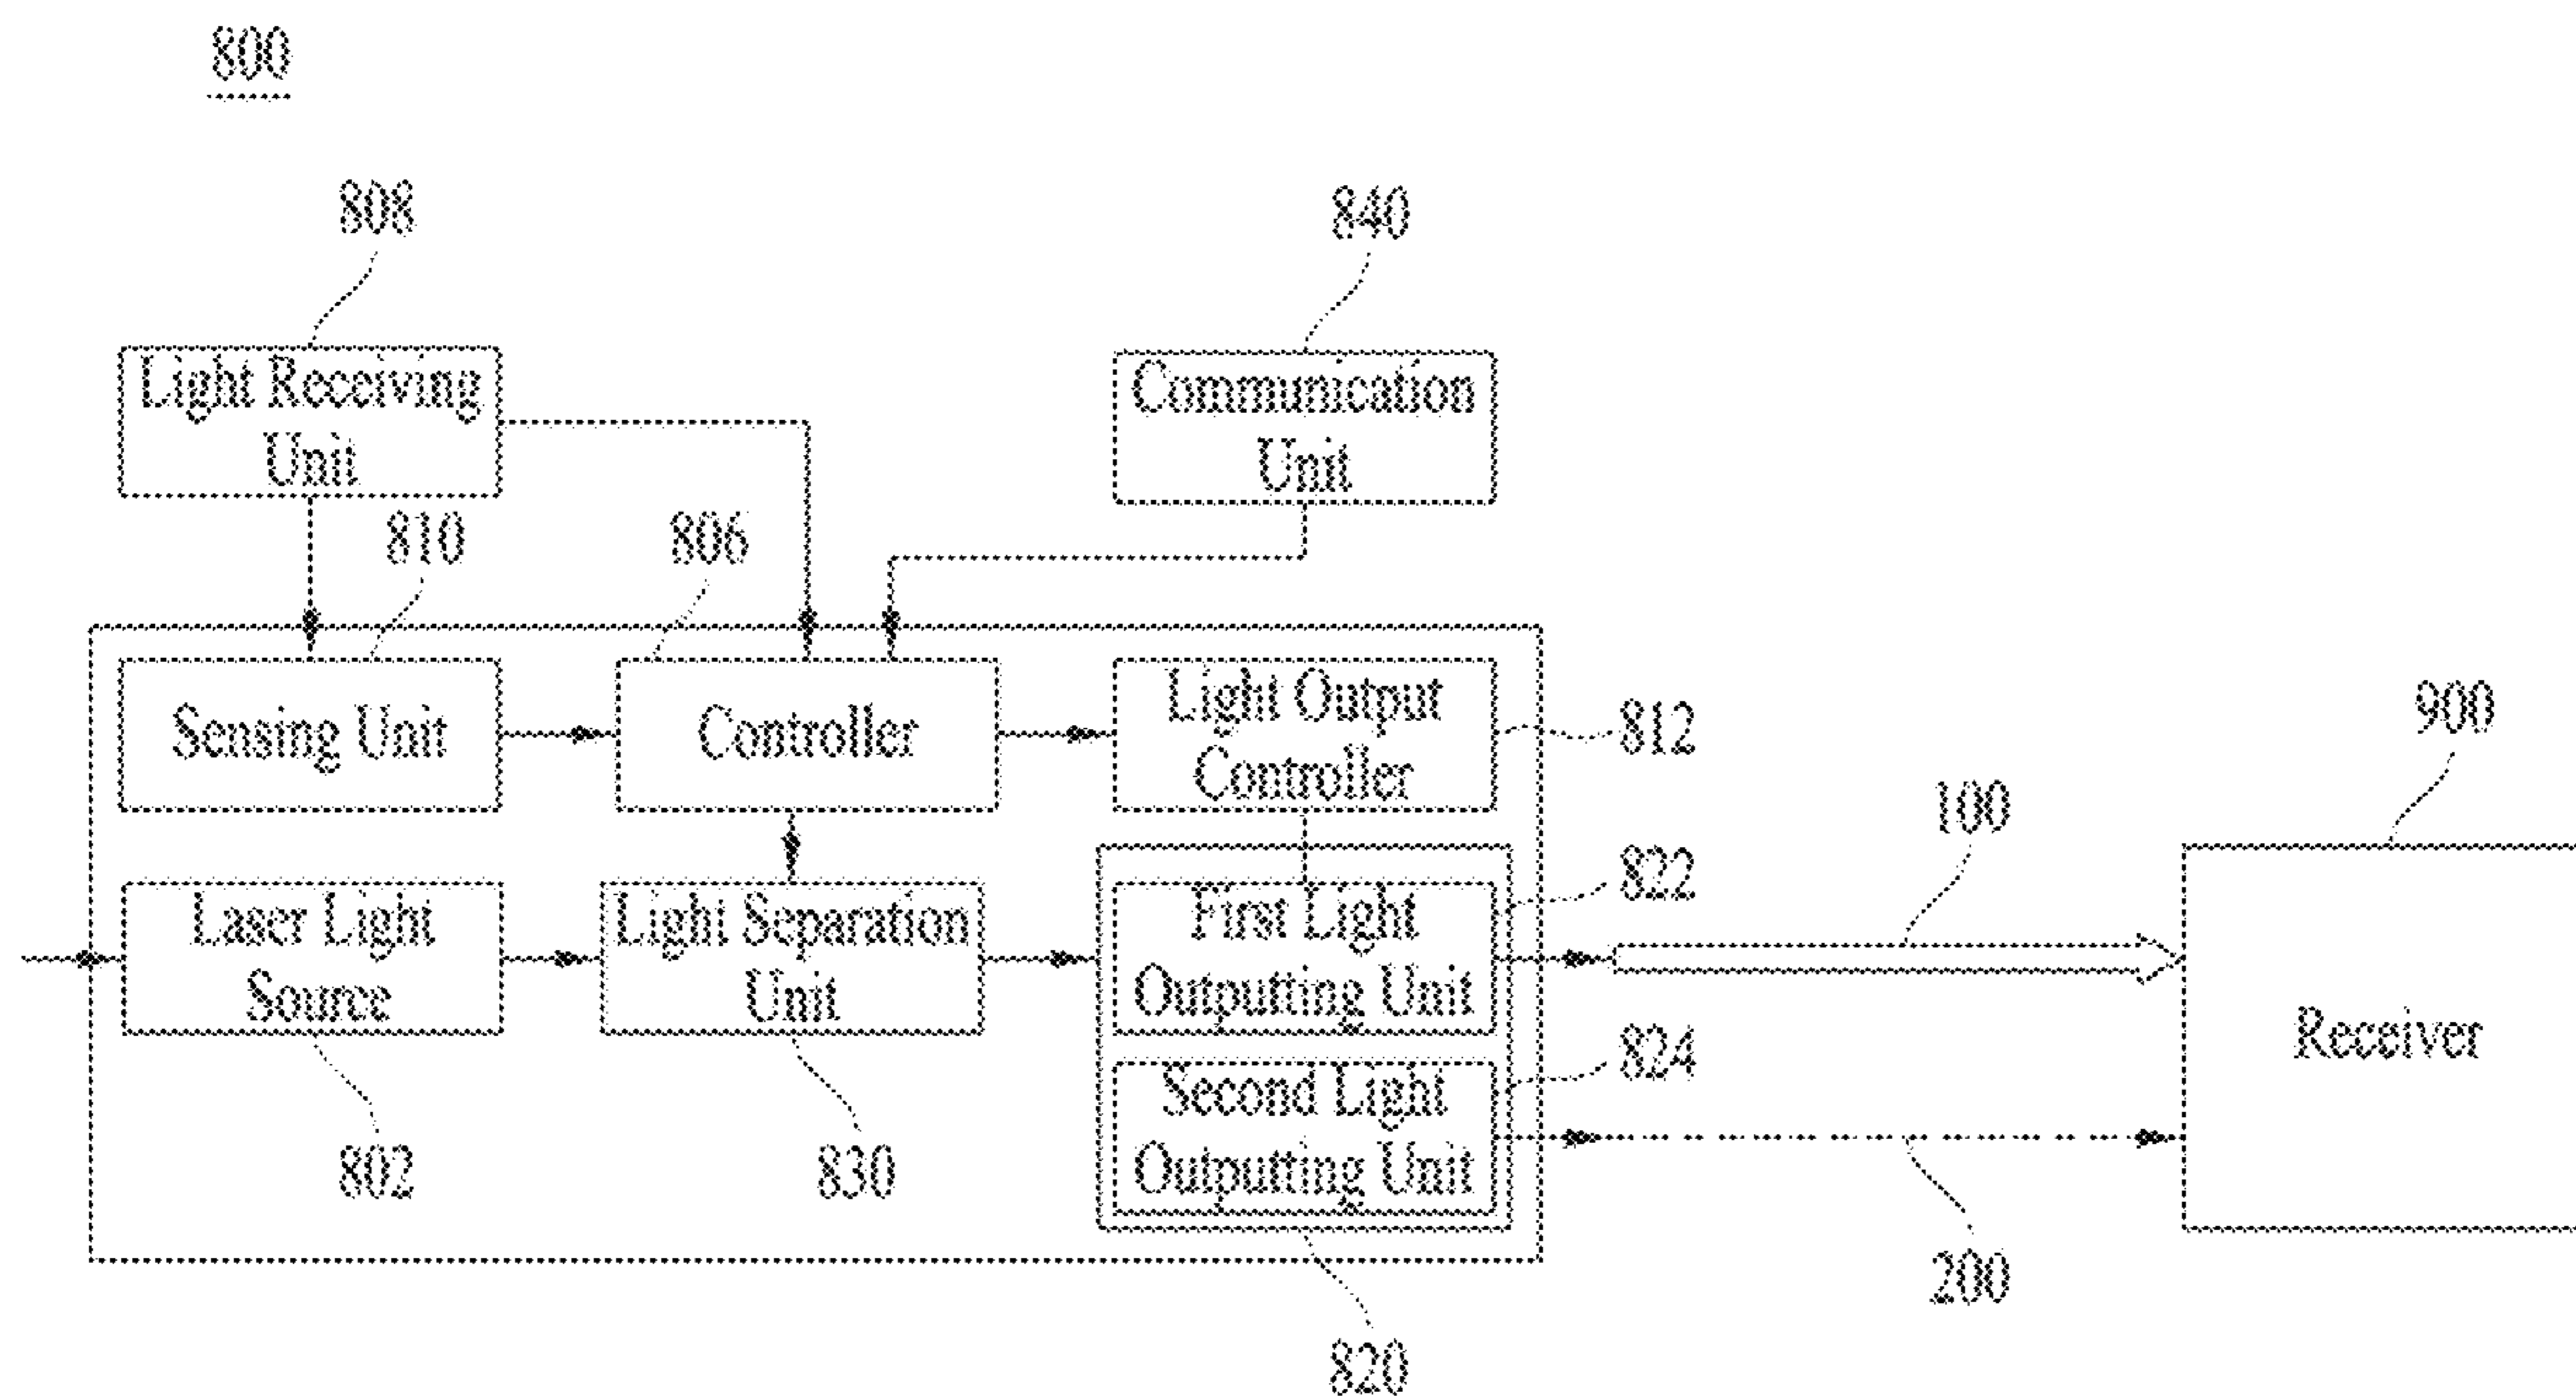 800
808
840
Light Receiving
Unit
Communication
Unit
810
806
Sensing Unit
Controller
Light Output
Controller
812
900
100
822
Laser Light
Source
Light Separation
Unit
First Light
Outputting Unit
Receiver
824
Second Light
Outputting Unit
802
830
200
820